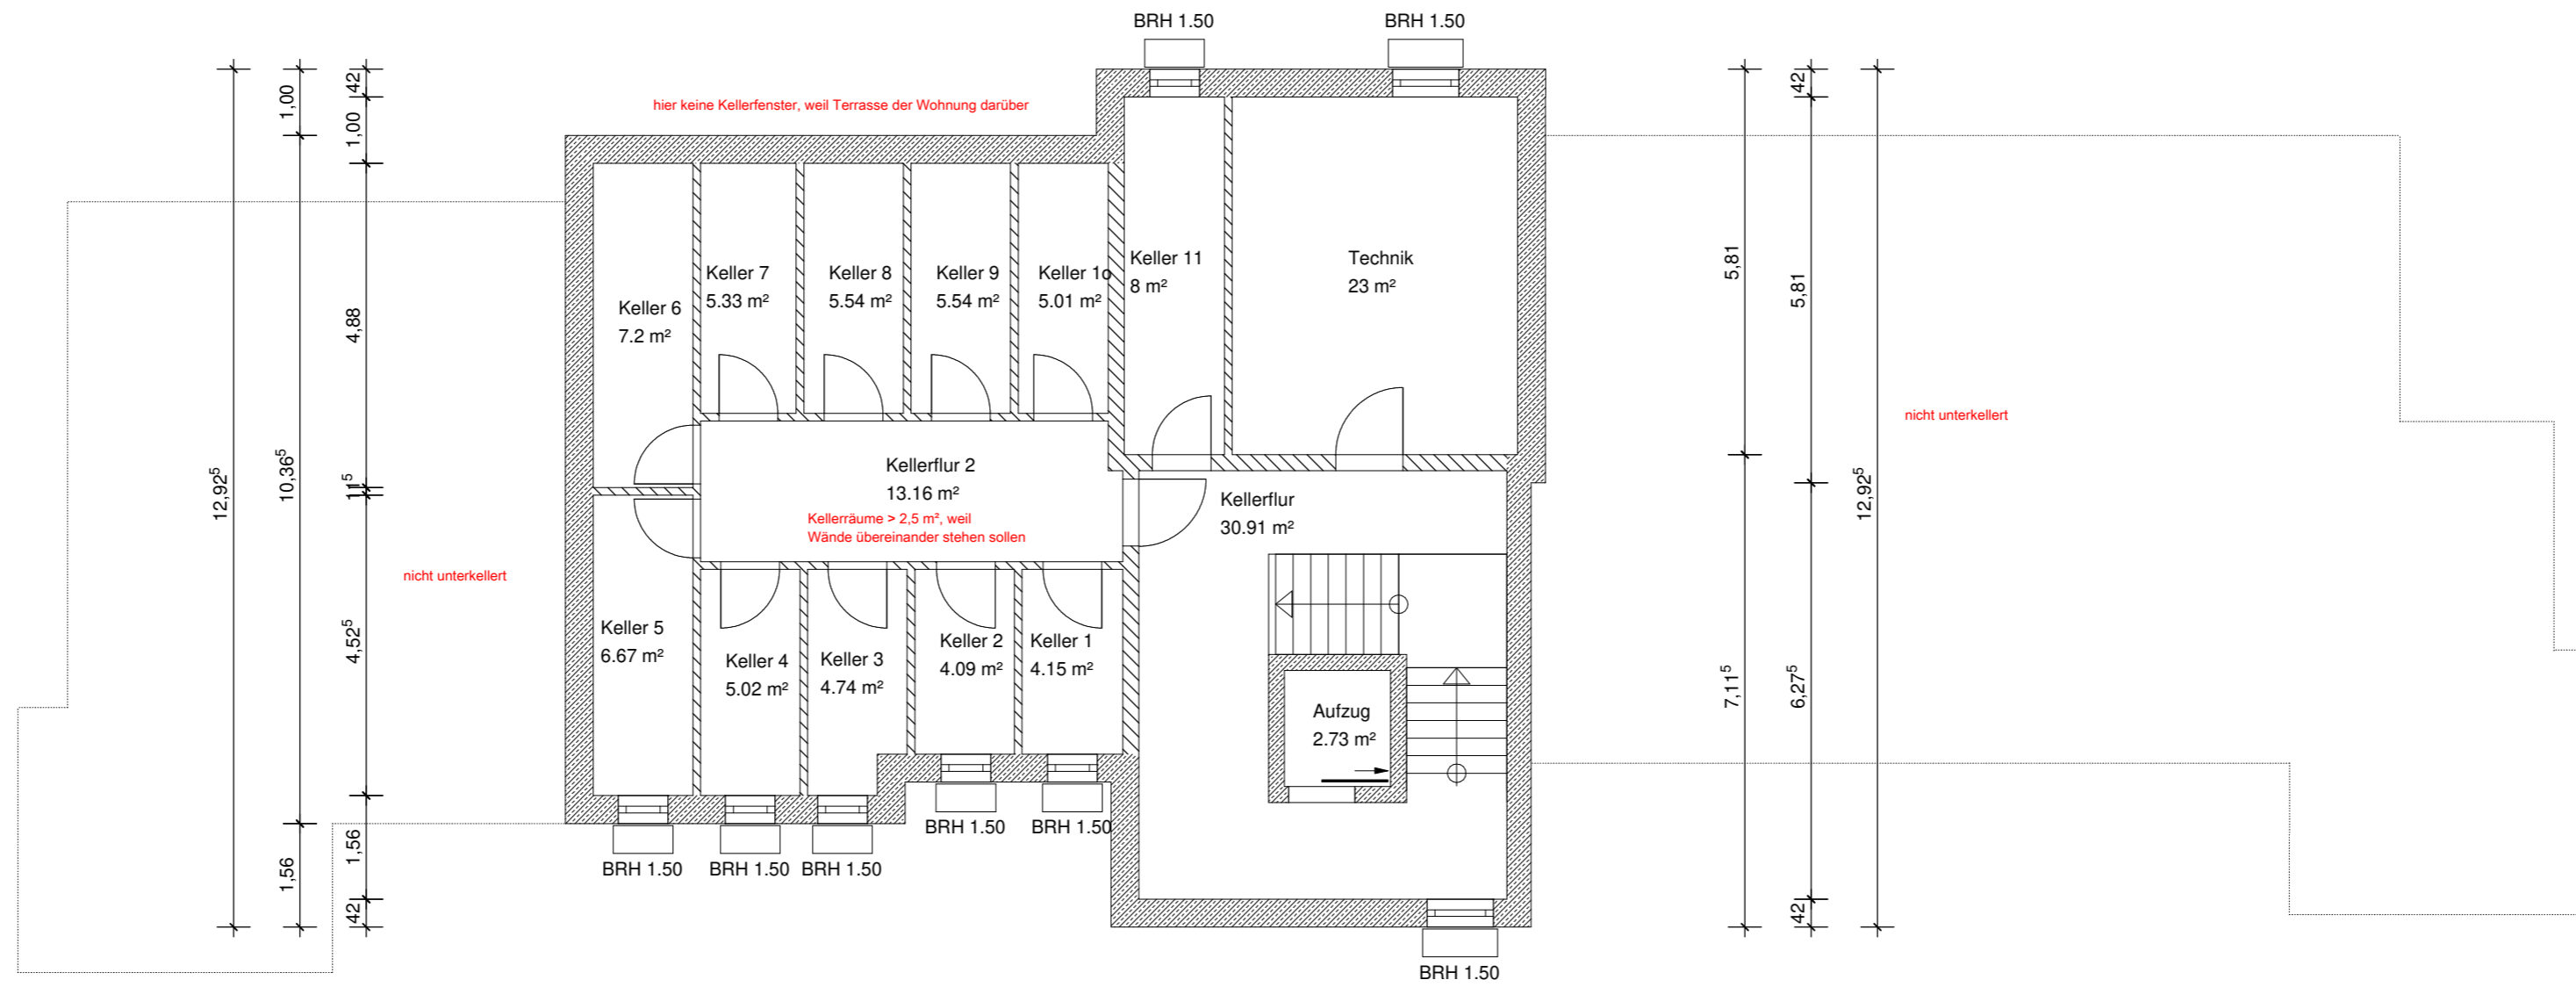 BRH 1.50
BRH 1.50
hier keine Kellerfenster, weil Terrasse der Wohnung darüber
12,92⁵
1,00
10,36⁵
1,56
42
1,00
4,88
11⁵
4,52⁵
1,56
42
nicht unterkellert
Keller 6
7.2 m²
Keller 7
5.33 m²
Keller 8
5.54 m²
Keller 9
5.54 m²
Keller 1o
5.01 m²
Keller 11
8 m²
Technik
23 m²
Kellerflur 2
13.16 m²
Kellerräume > 2,5 m², weil
Wände übereinander stehen sollen
Kellerflur
30.91 m²
Keller 5
6.67 m²
Keller 4
5.02 m²
Keller 3
4.74 m²
Keller 2
4.09 m²
Keller 1
4.15 m²
Aufzug
2.73 m²
BRH 1.50
BRH 1.50
BRH 1.50
BRH 1.50
BRH 1.50
BRH 1.50
5,81
7,11⁵
42
5,81
6,27⁵
42
12,92⁵
nicht unterkellert